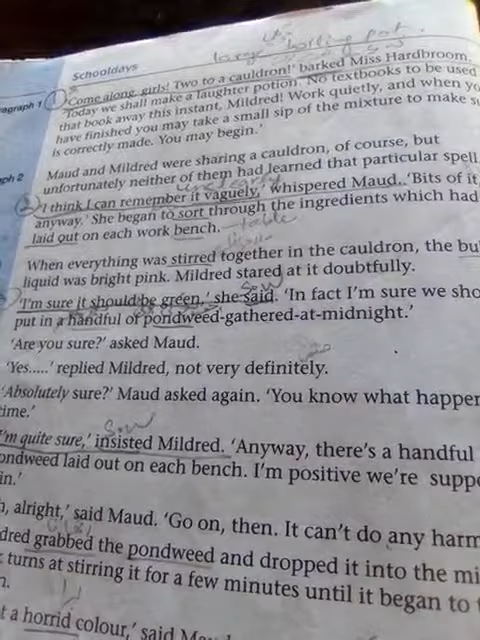 large boiling pot.
Schooldays
agraph 1 1 'Come along, girls! Two to a cauldron!' barked Miss Hardbroom.
'Today we shall make a laughter potion. No textbooks to be used
that book away this instant, Mildred! Work quietly, and when yo
have finished you may take a small sip of the mixture to make su
is correctly made. You may begin.'
ph 2 Maud and Mildred were sharing a cauldron, of course, but
unfortunately neither of them had learned that particular spell.
2 'I think I can remember it vaguely,' whispered Maud. 'Bits of it,
anyway.' She began to sort through the ingredients which had
laid out on each work bench. table
When everything was stirred together in the cauldron, the bu
liquid was bright pink. Mildred stared at it doubtfully.
'I'm sure it should be green,' she said. 'In fact I'm sure we sho
put in a handful of pondweed-gathered-at-midnight.'
'Are you sure?' asked Maud.
'Yes.....' replied Mildred, not very definitely.
'Absolutely sure?' Maud asked again. 'You know what happen
time.'
'm quite sure,' insisted Mildred. 'Anyway, there's a handful
ondweed laid out on each bench. I'm positive we're suppo
in.'
h, alright,' said Maud. 'Go on, then. It can't do any harm
dred grabbed the pondweed and dropped it into the mi
turns at stirring it for a few minutes until it began to
t a horrid colour,' said Ma